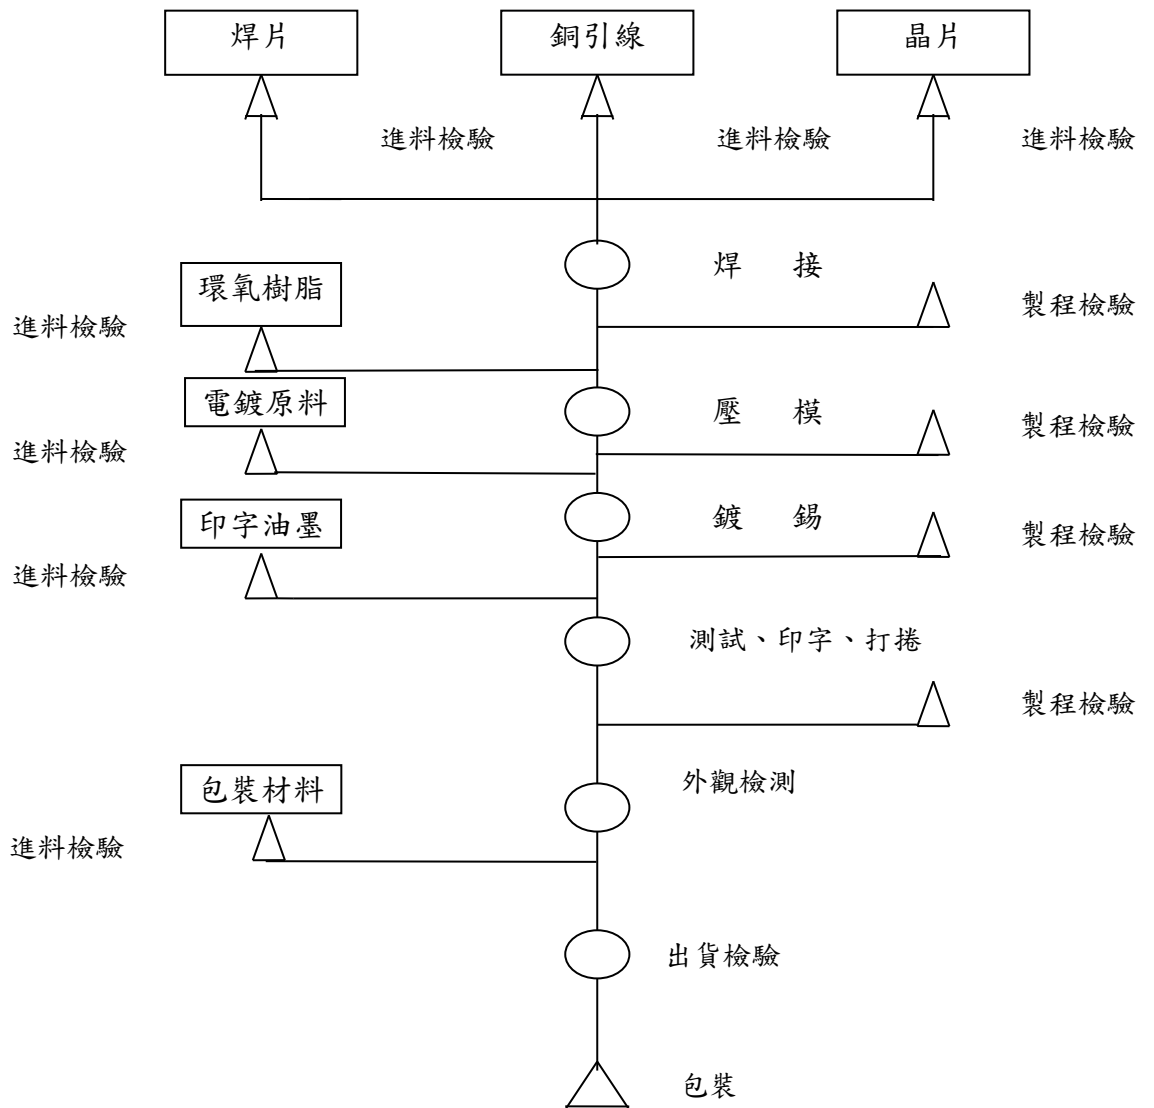 焊片
銅引線
晶片
進料檢驗
進料檢驗
進料檢驗
焊 接
環氧樹脂
製程檢驗
進料檢驗
電鍍原料
壓 模
製程檢驗
進料檢驗
印字油墨
鍍 錫
製程檢驗
進料檢驗
測試、印字、打捲
製程檢驗
外觀檢測
包裝材料
進料檢驗
出貨檢驗
包裝